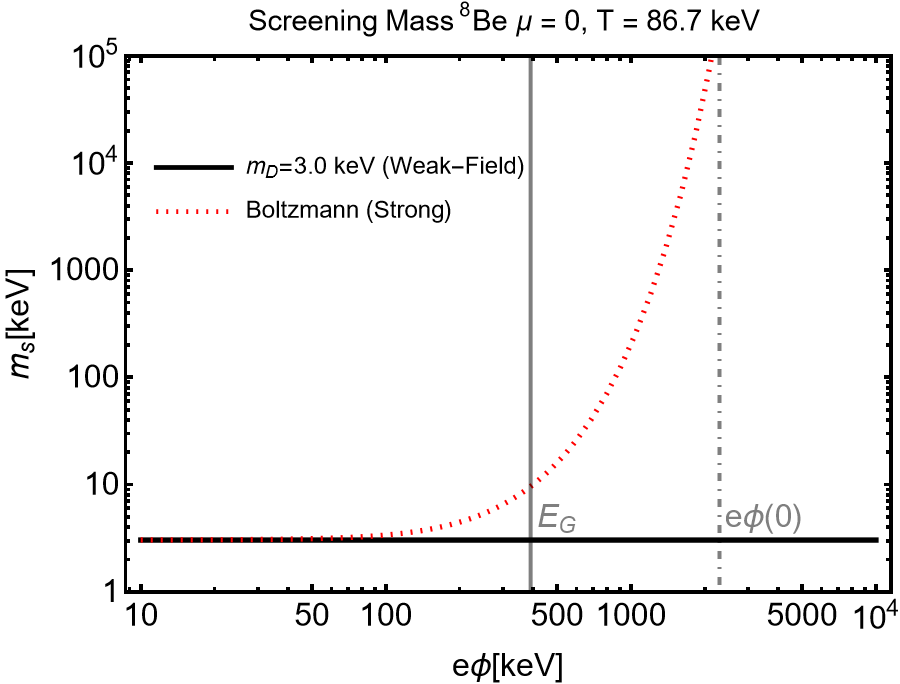 Screening Mass ⁸Be μ = 0, T = 86.7 keV
10⁵
10⁴
1000
100
10
1
mₛ[keV]
m_D=3.0 keV (Weak–Field)
Boltzmann (Strong)
E_G
eϕ(0)
10 50 100 500 1000 5000 10⁴
eϕ[keV]